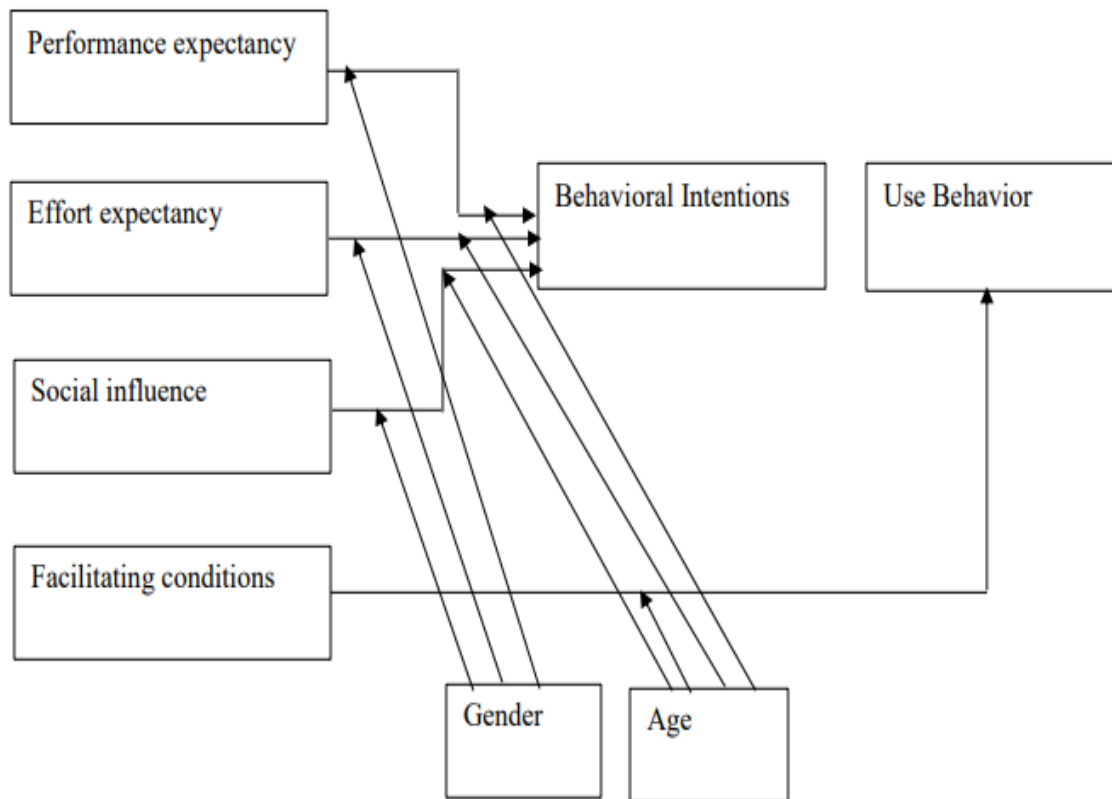 Performance expectancy
Behavioral Intentions
Use Behavior
Effort expectancy
Social influence
Facilitating conditions
Gender
Age